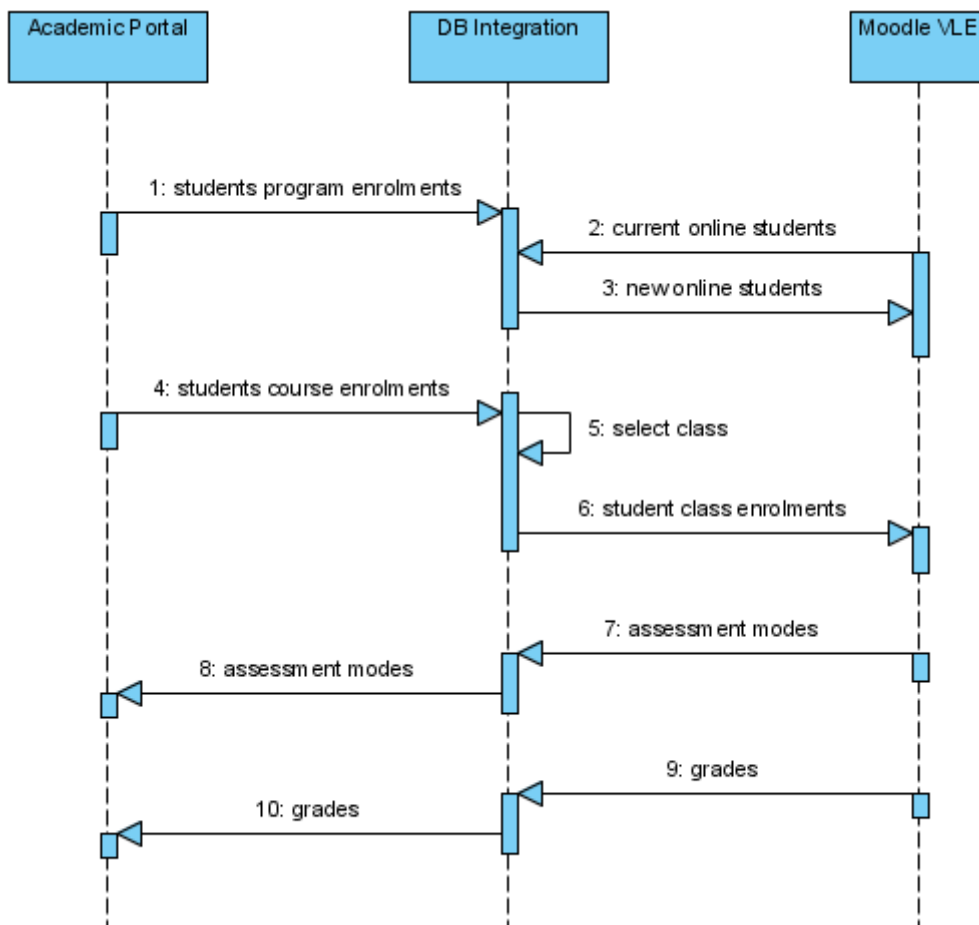 Academic Portal
DB Integration
Moodle VLE
1: students program enrolments
2: current online students
3: new online students
4: students course enrolments
5: select class
6: student class enrolments
7: assessment modes
8: assessment modes
9: grades
10: grades